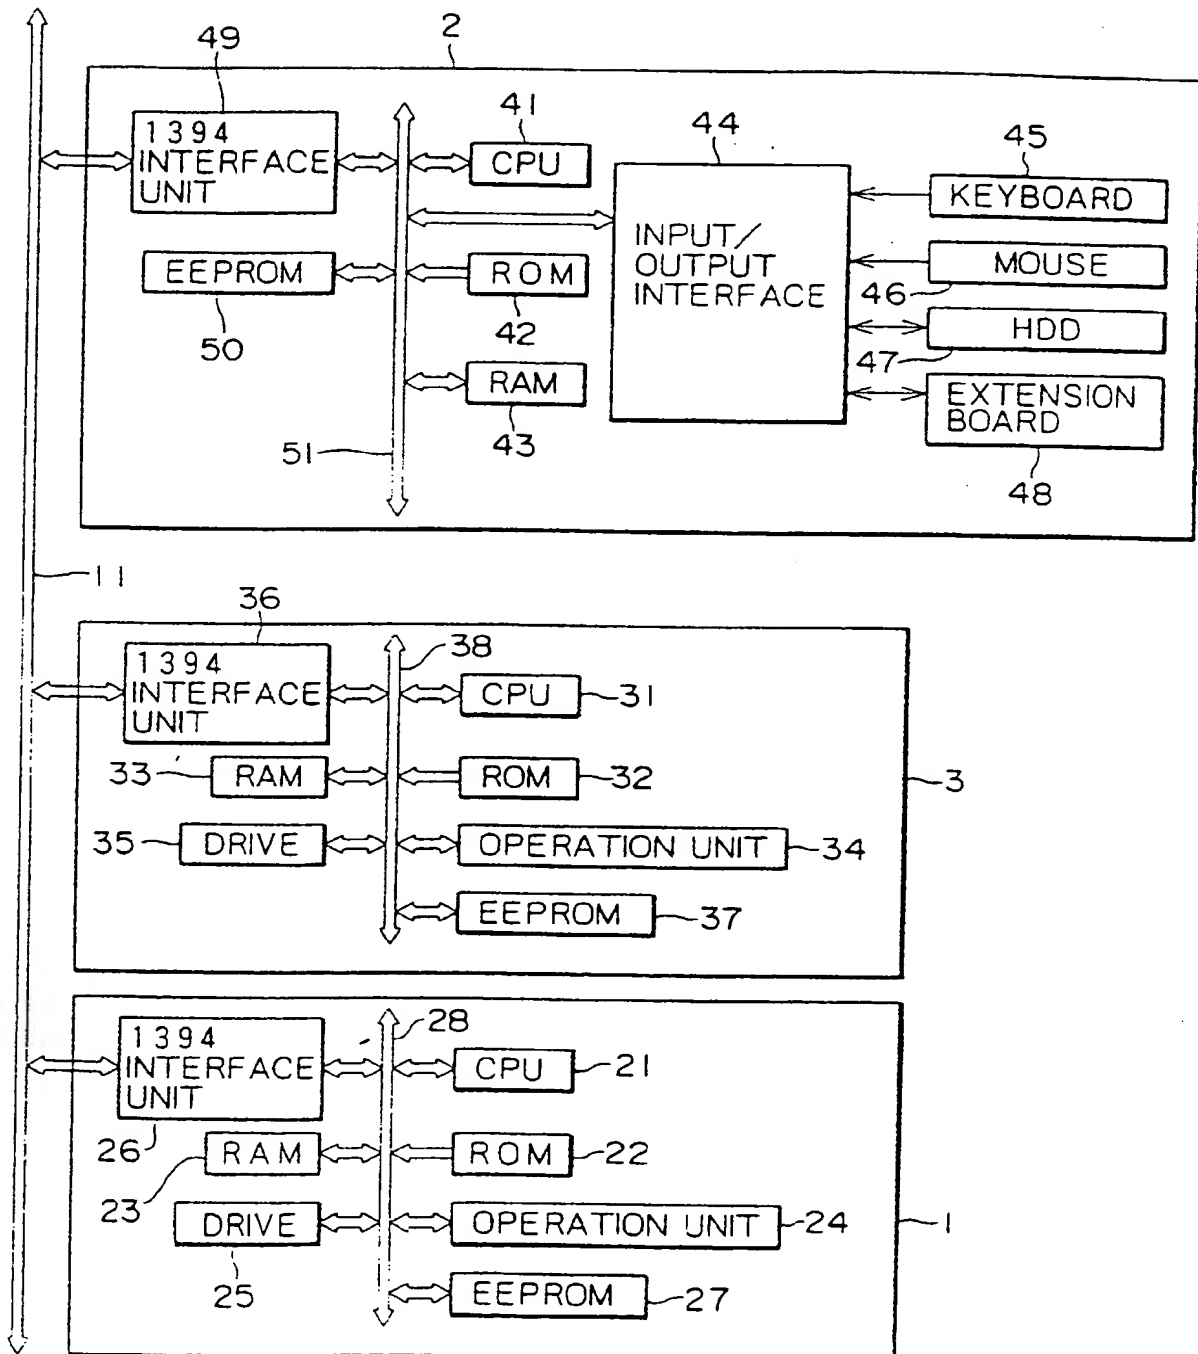 2
49
1394
INTERFACE
UNIT
41
CPU
44
45
KEYBOARD
INPUT/
OUTPUT
INTERFACE
MOUSE
46
EEPROM
50
ROM
42
HDD
47
RAM
43
EXTENSION
BOARD
48
51
11
36
1394
INTERFACE
UNIT
38
CPU
31
33
RAM
ROM
32
3
35
DRIVE
OPERATION UNIT
34
EEPROM
37
1394
INTERFACE
UNIT
26
28
CPU
21
RAM
23
ROM
22
DRIVE
25
OPERATION UNIT
24
1
EEPROM
27